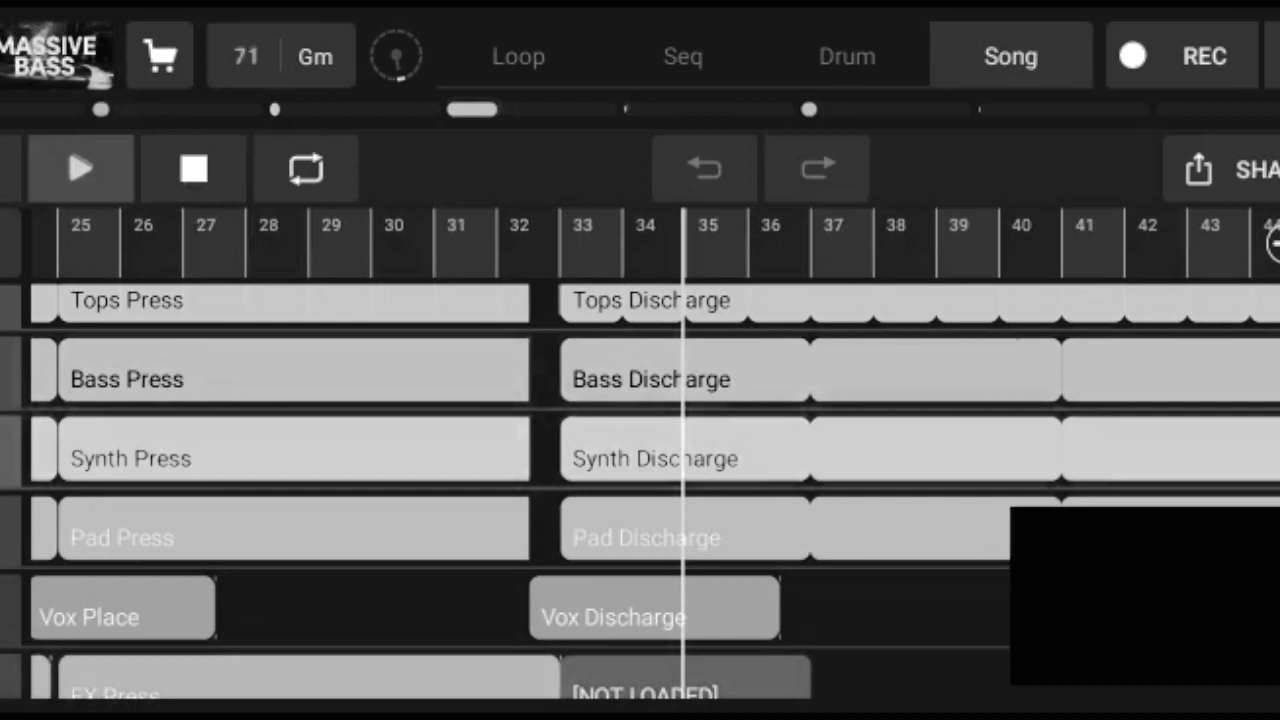 MASSIVE
BASS
71 Gm Loop Seq Drum Song REC
SHA
25 26 27 28 29 30 31 32 33 34 35 36 37 38 39 40 41 42 43
Tops Press Tops Discharge
Bass Press Bass Discharge
Synth Press Synth Discharge
Pad Press Pad Discharge
Vox Place Vox Discharge
FX Press [NOT LOADED]